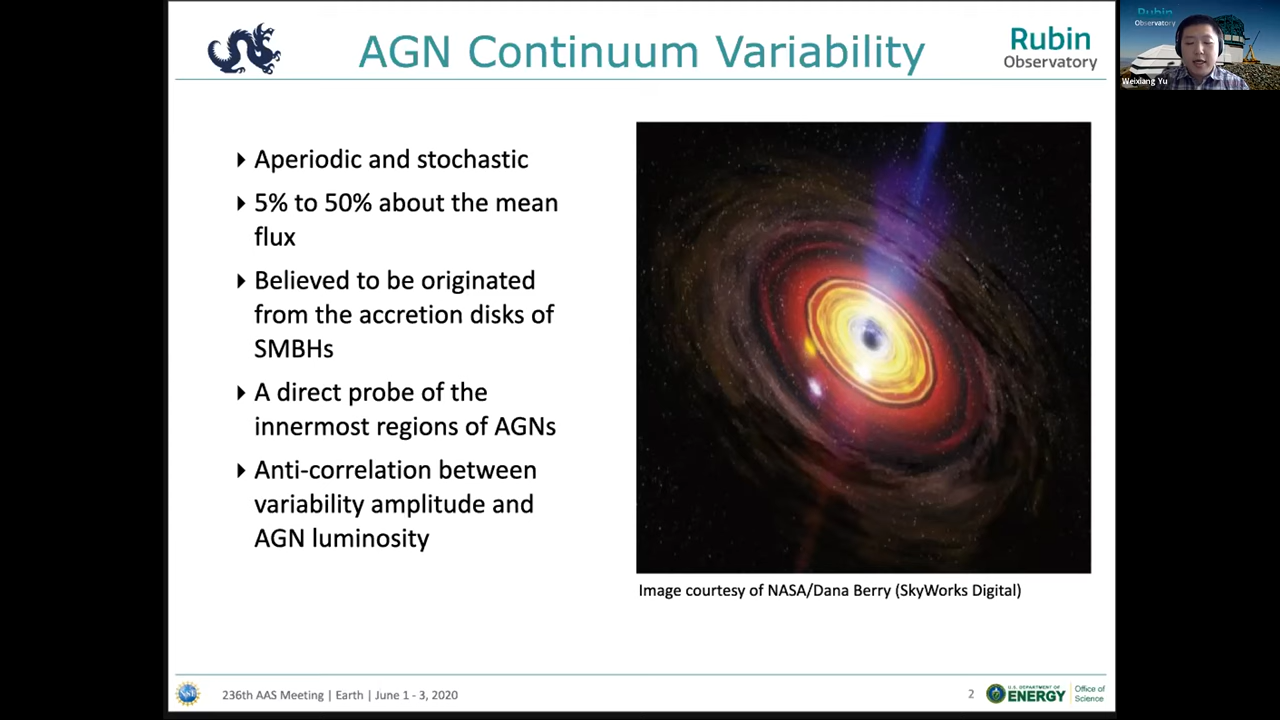 AGN Continuum Variability
Rubin
Observatory
Rubin
Observatory
Weixiang Yu
Aperiodic and stochastic
5% to 50% about the mean
flux
Believed to be originated
from the accretion disks of
SMBHs
A direct probe of the
innermost regions of AGNs
Anti-correlation between
variability amplitude and
AGN luminosity
Image courtesy of NASA/Dana Berry (SkyWorks Digital)
NSF
236th AAS Meeting | Earth | June 1 - 3, 2020
2
U.S. DEPARTMENT OF
ENERGY
Office of
Science